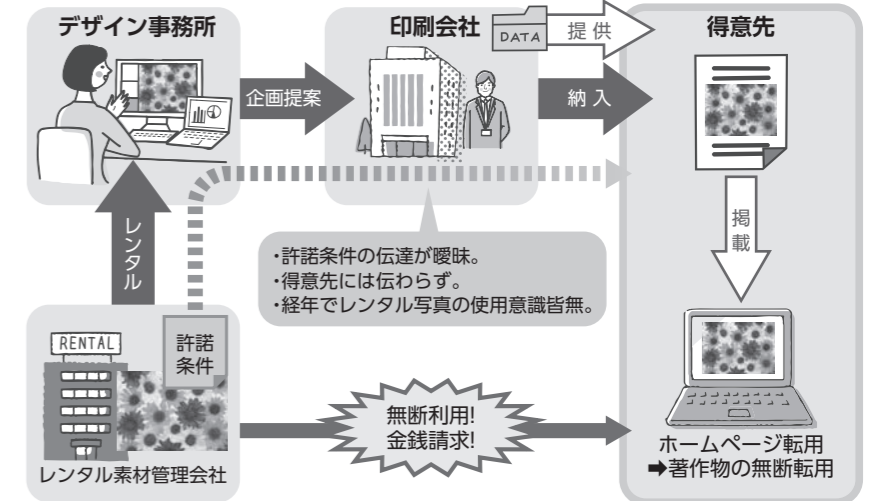 デザイン事務所
印刷会社
DATA
提供
得意先
企画提案
納入
レンタル
掲載
・許諾条件の伝達が曖昧。
・得意先には伝わらず。
・経年でレンタル写真の使用意識皆無。
RENTAL
許諾
条件
無断利用!
金銭請求!
レンタル素材管理会社
ホームページ転用
➡著作物の無断転用